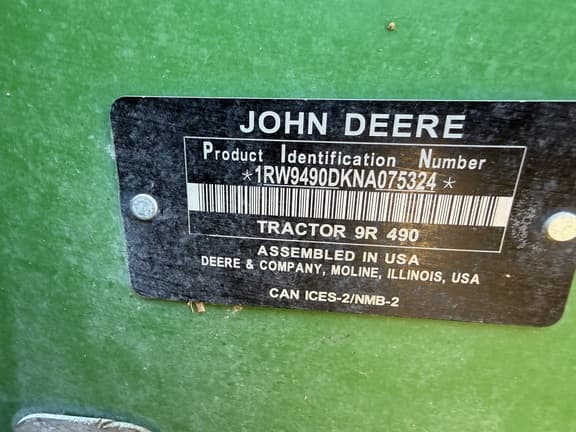 JOHN DEERE
Product Identification Number
*1RW9490DKNA075324*
TRACTOR 9R 490
ASSEMBLED IN USA
DEERE & COMPANY, MOLINE, ILLINOIS, USA
CAN ICES-2/NMB-2